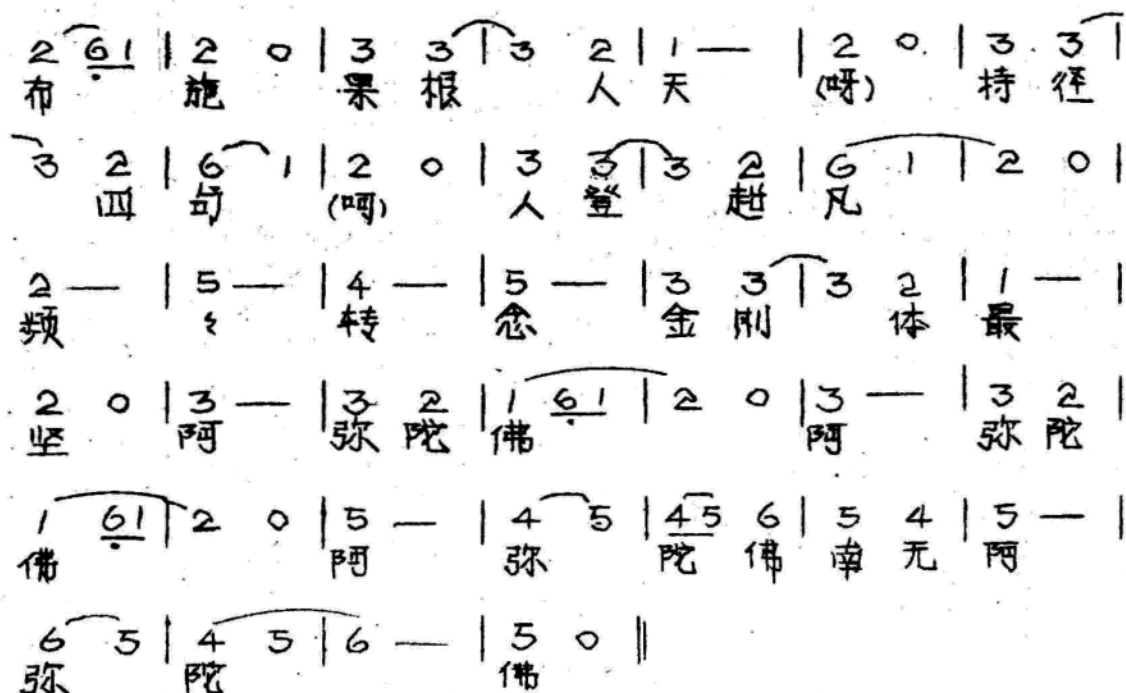 2 61 | 2 0 | 3 3 | 3 2 | 1 — | 2 0 | 3 3 |
布 施 果 根 人 天 (呀) 持 径
3 2 | 6 1 | 2 0 | 3 3 | 3 2 | 6 1 | 2 0 |
四 句 (呵) 人 登 越 凡
2 — | 5 — | 4 — | 5 — | 3 3 | 3 2 | 1 — |
频 〻 转 念 金 刚 体 最
2 0 | 3 — | 3 2 | 1 61 | 2 0 | 3 — | 3 2 |
坚 阿 弥 陀 佛 阿 弥 陀
1 61 | 2 0 | 5 — | 4 5 | 45 6 | 5 4 | 5 — |
佛 阿 弥 陀 佛 南 无 阿
6 5 | 4 5 | 6 — | 5 0 ‖
弥 陀 佛